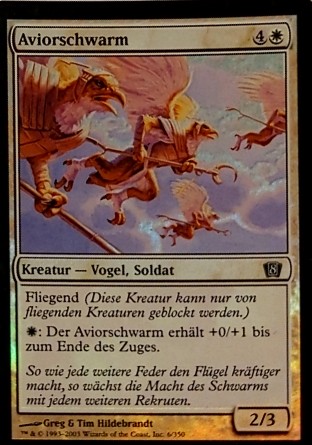 Aviorschwarm 4
Kreatur — Vogel, Soldat 8
Fliegend (Diese Kreatur kann nur von
fliegenden Kreaturen geblockt werden.)
: Der Aviorschwarm erhält +0/+1 bis
zum Ende des Zuges.
So wie jede weitere Feder den Flügel kräftiger
macht, so wächst die Macht des Schwarms
mit jedem weiteren Rekruten.
Greg & Tim Hildebrandt
™ & © 1993–2003 Wizards of the Coast, Inc. 6/350
2/3